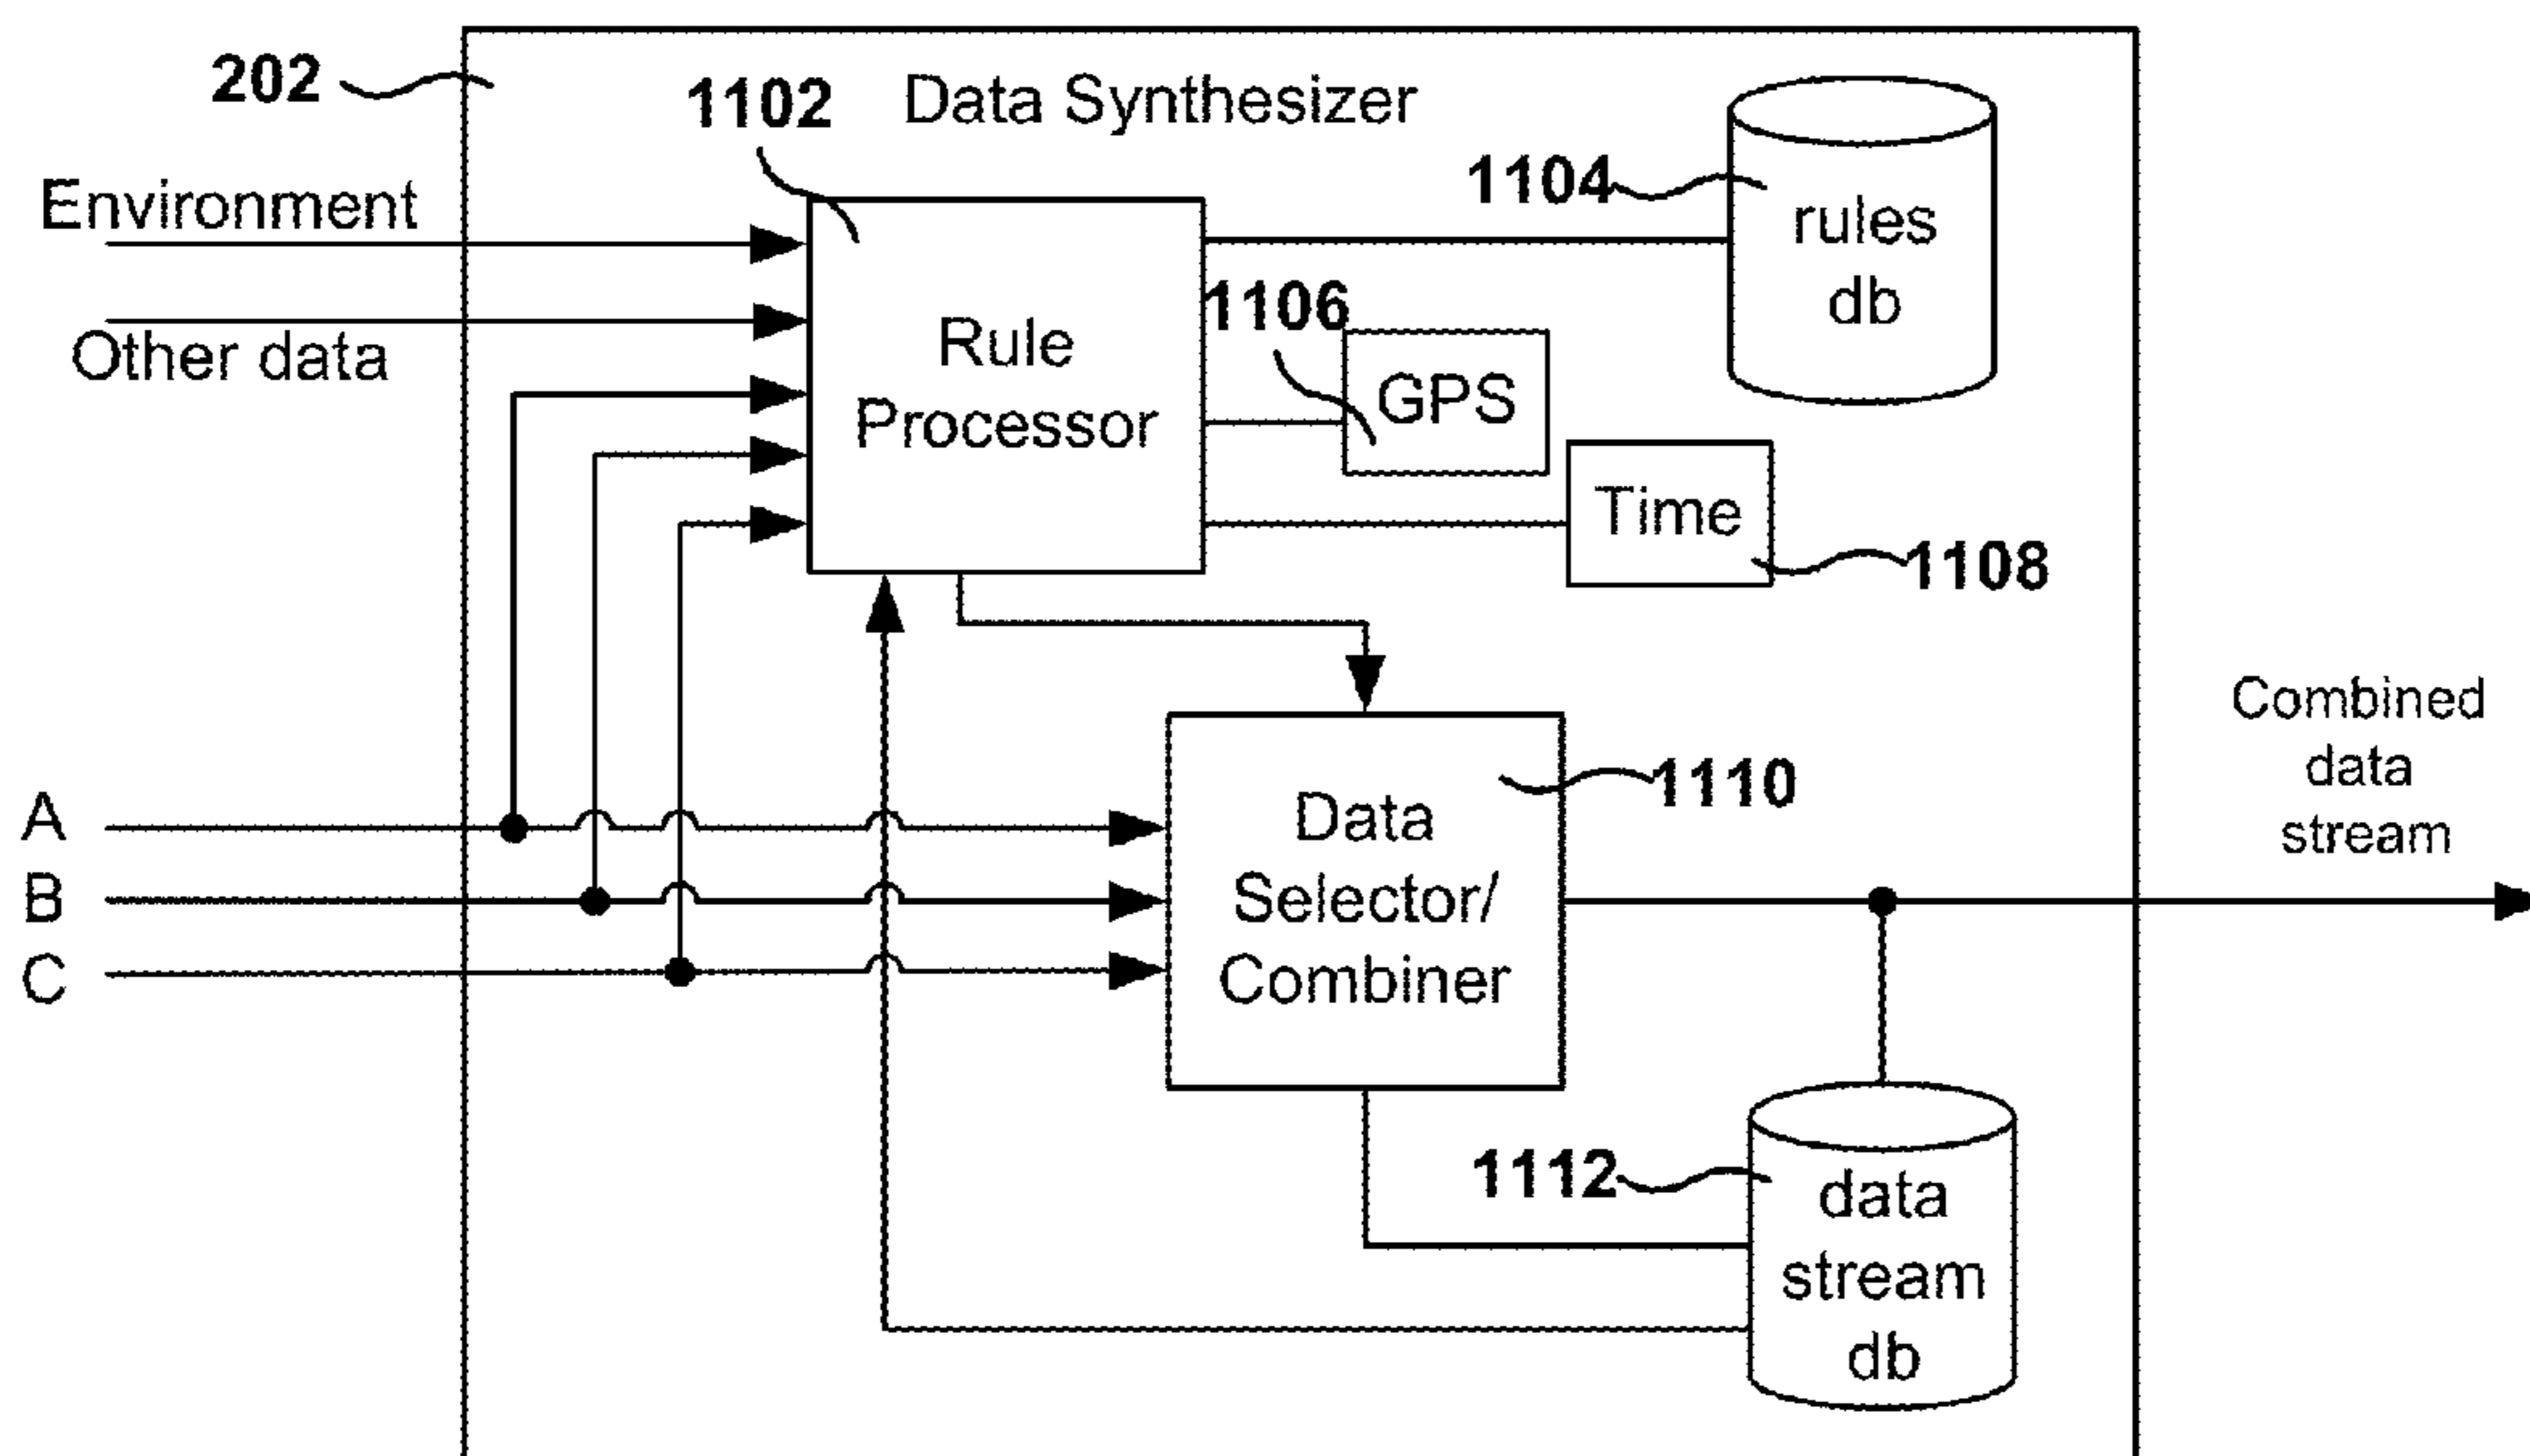 202
Data Synthesizer
1102
1104
rules
db
Environment
Other data
Rule
Processor
1106
GPS
Time
1108
A
B
C
Data
Selector/
Combiner
1110
Combined
data
stream
1112
data
stream
db